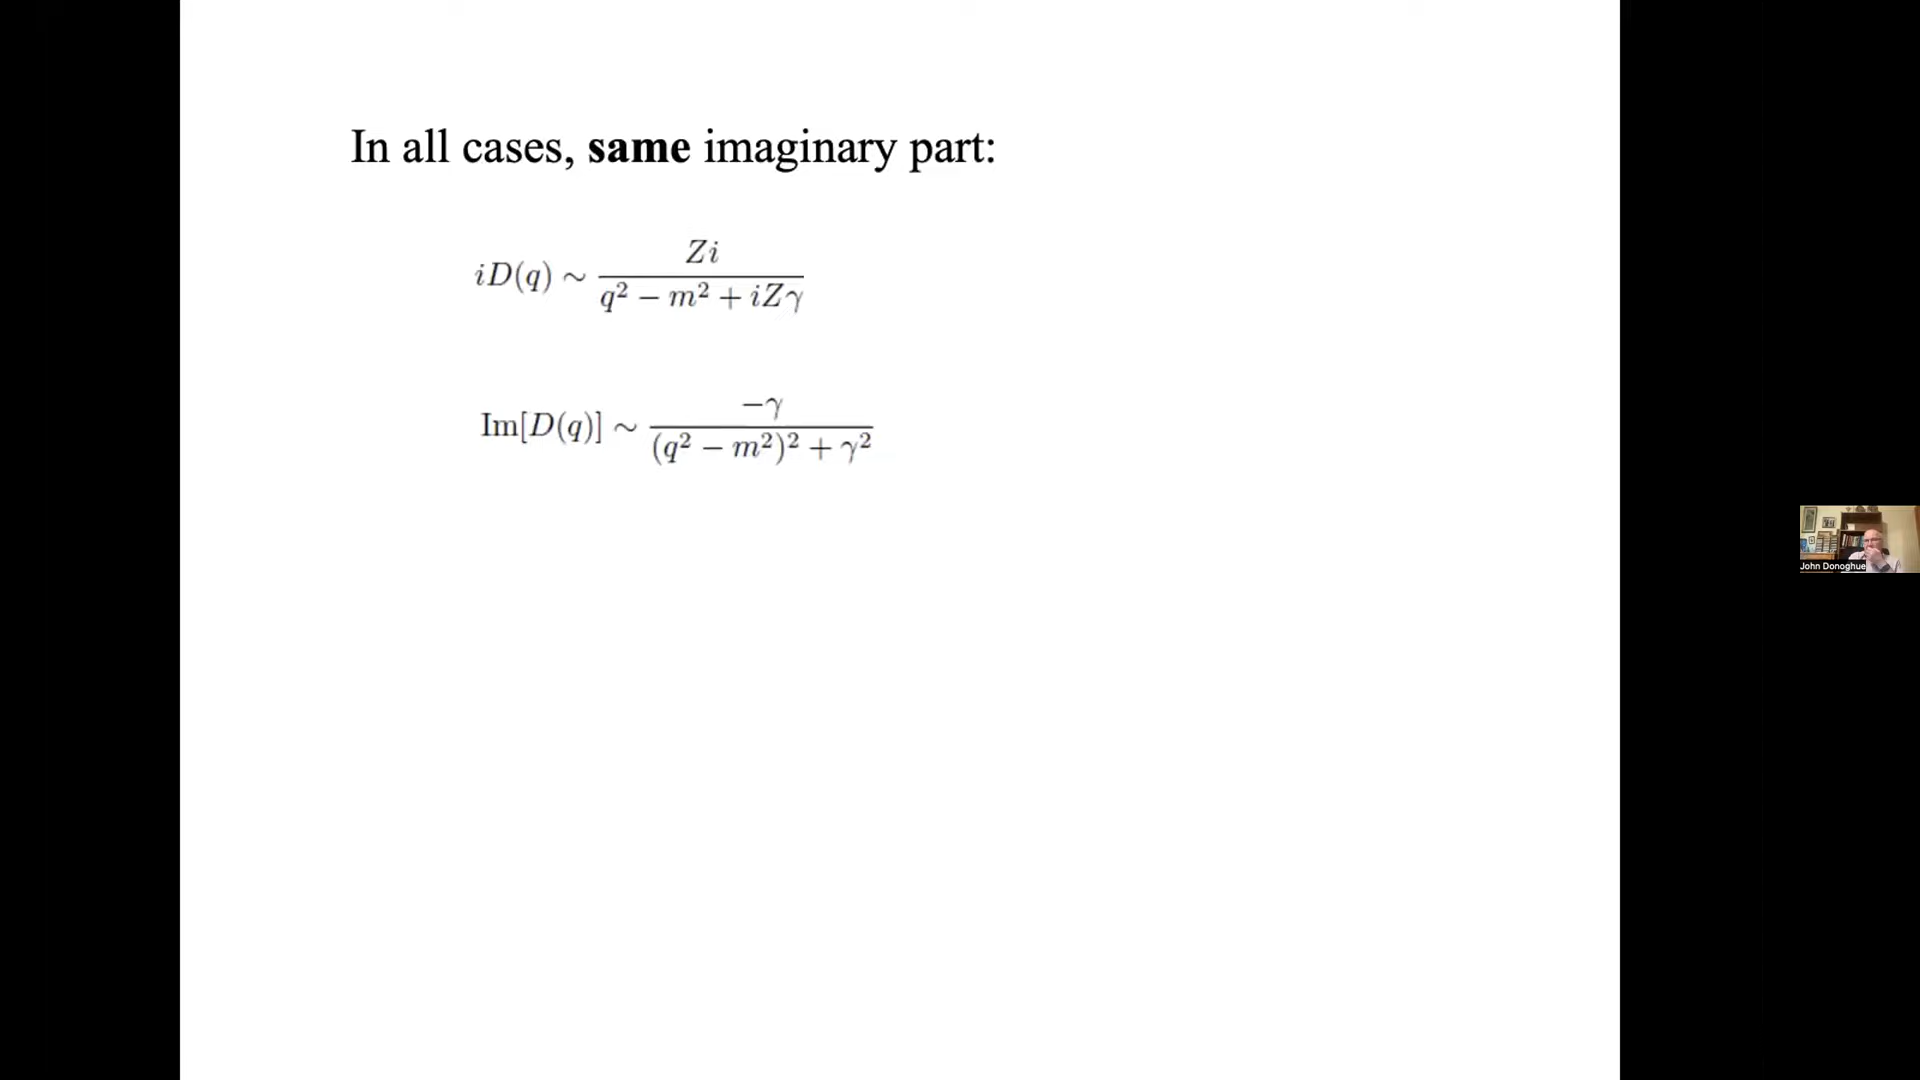 In all cases, same imaginary part:
iD(q) ∼ Zi / (q² − m² + iZγ)
Im[D(q)] ∼ −γ / ((q² − m²)² + γ²)
John Donoghue